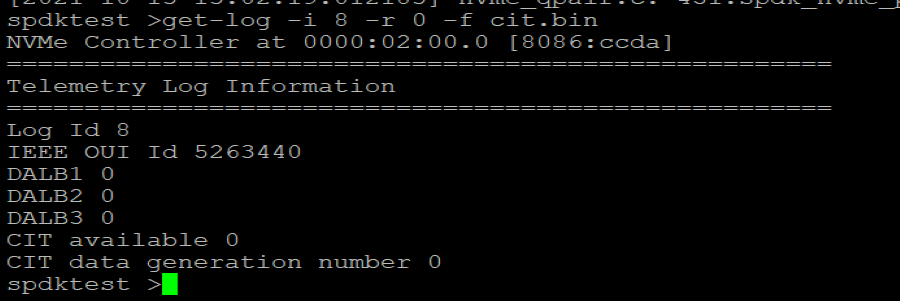 spdktest >get-log -i 8 -r 0 -f cit.bin
NVMe Controller at 0000:02:00.0 [8086:ccda]
=======================================================
Telemetry Log Information
=======================================================
Log Id 8
IEEE OUI Id 5263440
DALB1 0
DALB2 0
DALB3 0
CIT available 0
CIT data generation number 0
spdktest >